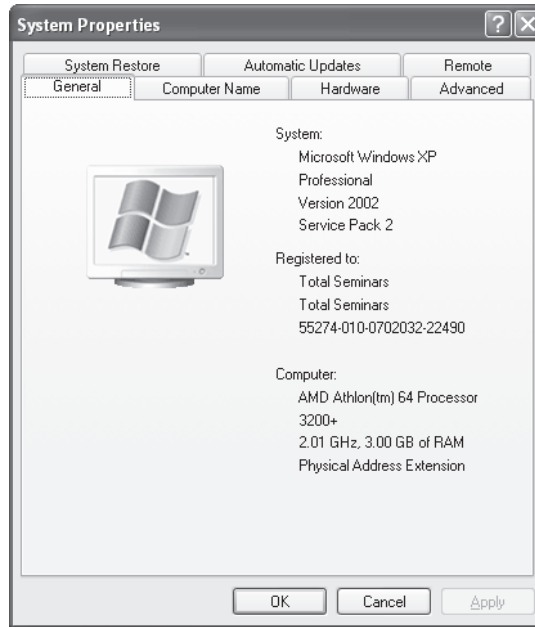 System Properties
System Restore Automatic Updates Remote
General Computer Name Hardware Advanced
System:
Microsoft Windows XP
Professional
Version 2002
Service Pack 2
Registered to:
Total Seminars
Total Seminars
55274-010-0702032-22490
Computer:
AMD Athlon(tm) 64 Processor
3200+
2.01 GHz, 3.00 GB of RAM
Physical Address Extension
OK Cancel Apply